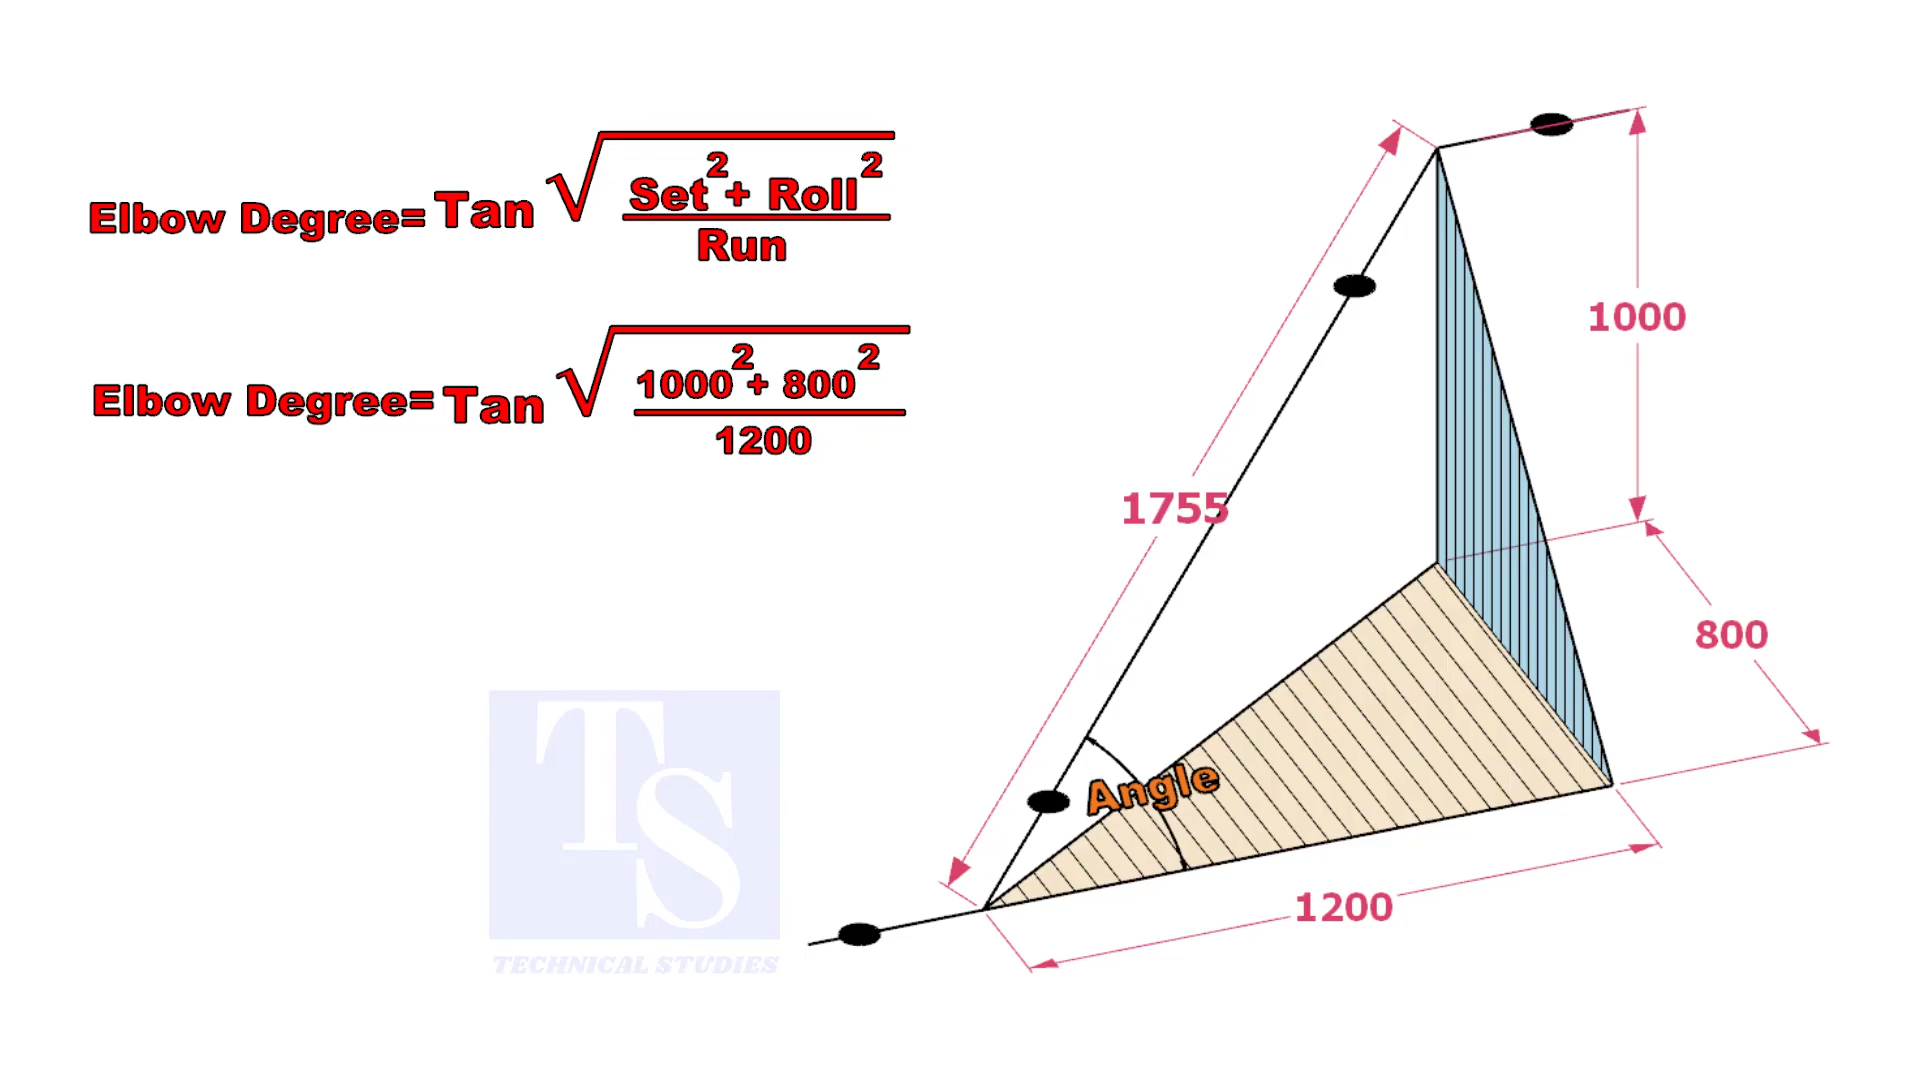 Elbow Degree= Tan √ Set² + Roll²
Run
Elbow Degree= Tan √ 1000² + 800²
1200
1000
1755
800
Angle
1200
TS
TECHNICAL STUDIES